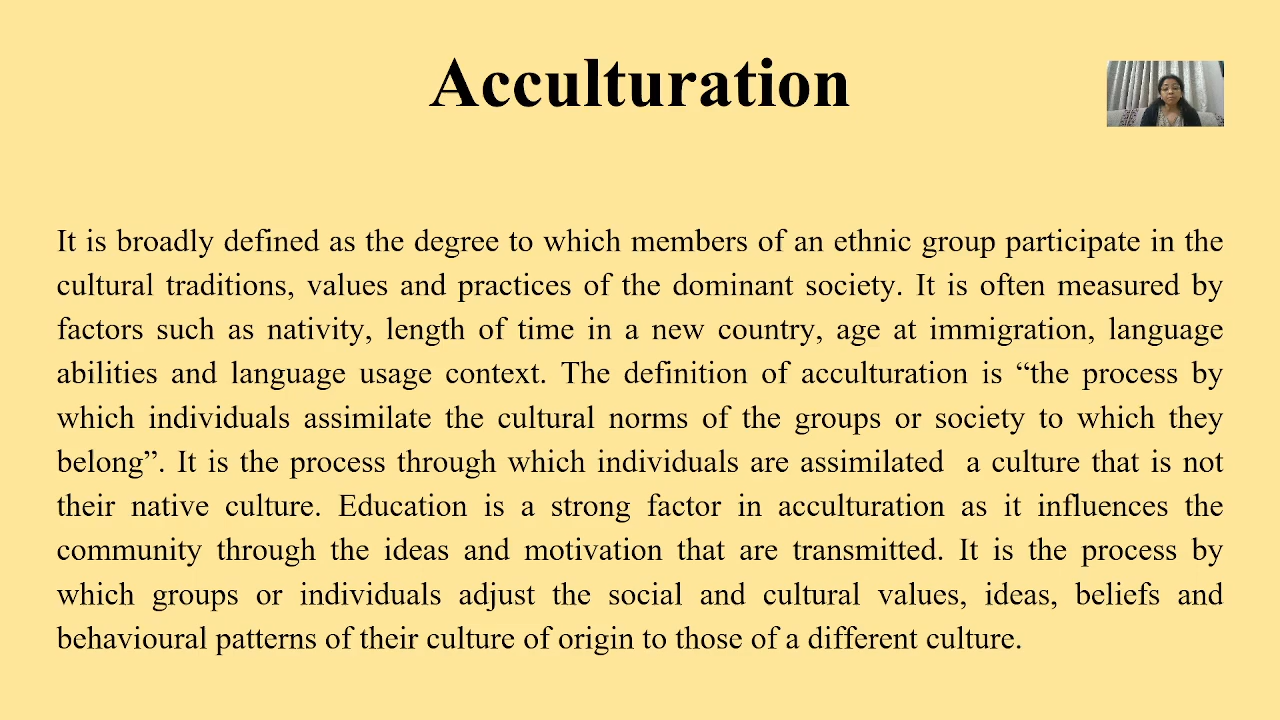 Acculturation
It is broadly defined as the degree to which members of an ethnic group participate in the
cultural traditions, values and practices of the dominant society. It is often measured by
factors such as nativity, length of time in a new country, age at immigration, language
abilities and language usage context. The definition of acculturation is “the process by
which individuals assimilate the cultural norms of the groups or society to which they
belong”. It is the process through which individuals are assimilated  a culture that is not
their native culture. Education is a strong factor in acculturation as it influences the
community through the ideas and motivation that are transmitted. It is the process by
which groups or individuals adjust the social and cultural values, ideas, beliefs and
behavioural patterns of their culture of origin to those of a different culture.